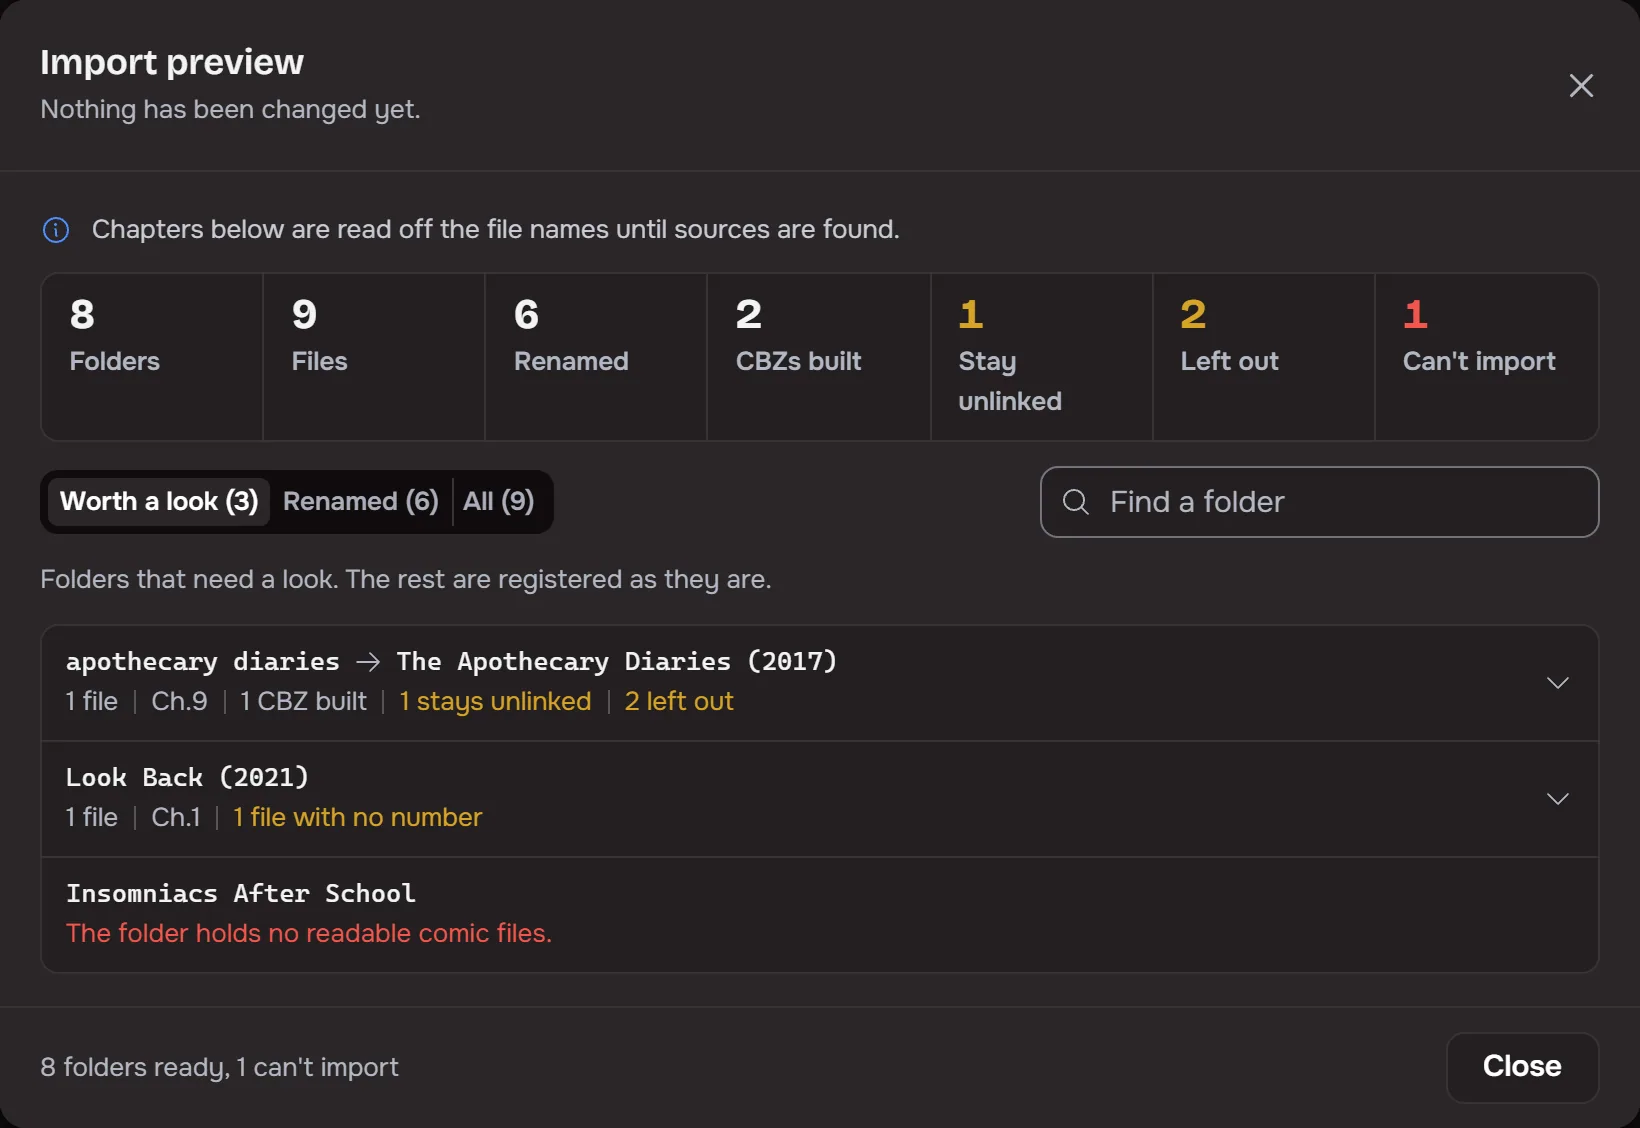 Import preview
Nothing has been changed yet.
Chapters below are read off the file names until sources are found.
8
Folders
9
Files
6
Renamed
2
CBZs built
1
Stay
unlinked
2
Left out
1
Can't import
Worth a look (3)
Renamed (6)
All (9)
Find a folder
Folders that need a look. The rest are registered as they are.
apothecary diaries → The Apothecary Diaries (2017)
1 file | Ch.9 | 1 CBZ built | 1 stays unlinked | 2 left out
Look Back (2021)
1 file | Ch.1 | 1 file with no number
Insomniacs After School
The folder holds no readable comic files.
8 folders ready, 1 can't import
Close